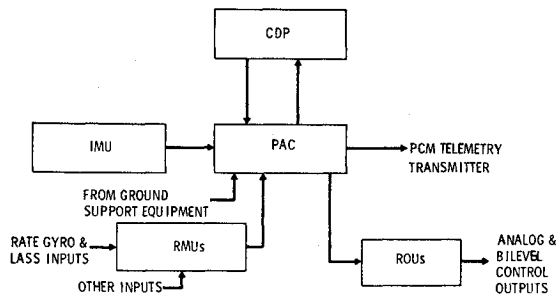 CDP
IMU
PAC
PCM TELEMETRY
TRANSMITTER
FROM GROUND
SUPPORT EQUIPMENT
RATE GYRO &
LASS INPUTS
RMUs
OTHER INPUTS
ROUs
ANALOG &
BILEVEL
CONTROL
OUTPUTS